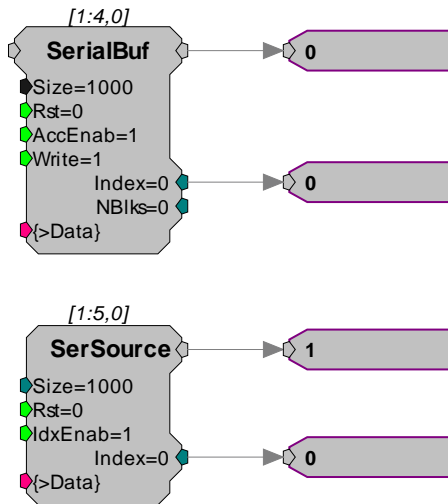 [1:4,0]
SerialBuf
0
Size=1000
Rst=0
AccEnab=1
Write=1
Index=0
0
NBlks=0
{>Data}
[1:5,0]
SerSource
1
Size=1000
Rst=0
IdxEnab=1
Index=0
0
{>Data}